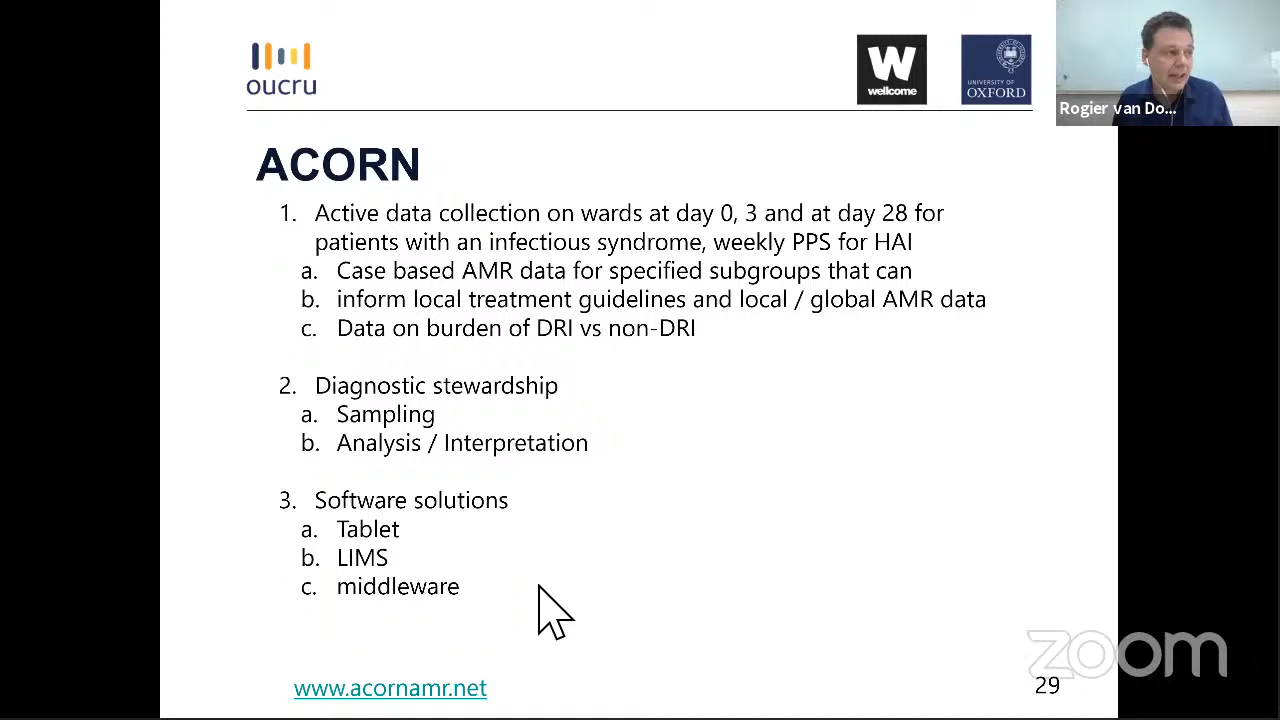 oucru
W
wellcome
UNIVERSITY OF
OXFORD
Rogier van Do...
ACORN
1. Active data collection on wards at day 0, 3 and at day 28 for
patients with an infectious syndrome, weekly PPS for HAI
a. Case based AMR data for specified subgroups that can
b. inform local treatment guidelines and local / global AMR data
c. Data on burden of DRI vs non-DRI
2. Diagnostic stewardship
a. Sampling
b. Analysis / Interpretation
3. Software solutions
a. Tablet
b. LIMS
c. middleware
zoom
www.acornamr.net
29